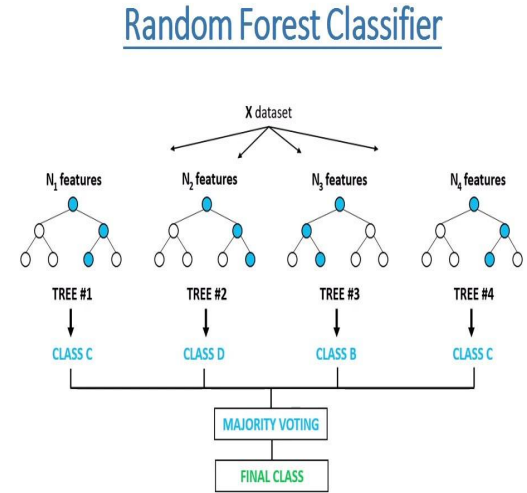 Random Forest Classifier
X dataset
N₁ features N₂ features N₃ features N₄ features
TREE #1 TREE #2 TREE #3 TREE #4
CLASS C CLASS D CLASS B CLASS C
MAJORITY VOTING
FINAL CLASS